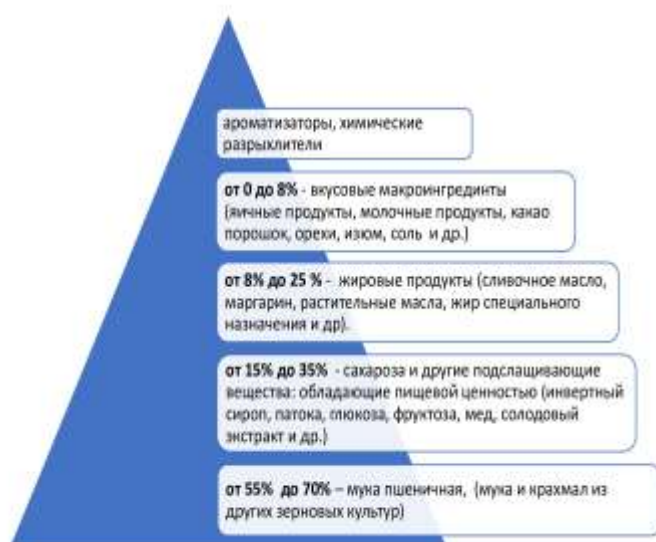 ароматизаторы, химические
разрыхлители
от 0 до 8% - вкусовые макроингрединты
(яичные продукты, молочные продукты, какао
порошок, орехи, изюм, соль и др.)
от 8% до 25 % - жировые продукты (сливочное масло,
маргарин, растительные масла, жир специального
назначения и др).
от 15% до 35% - сахароза и другие подслащивающие
вещества: обладающие пищевой ценностью (инвертный
сироп, патока, глюкоза, фруктоза, мед, солодовый
экстракт и др.)
от 55% до 70% – мука пшеничная, (мука и крахмал из
других зерновых культур)